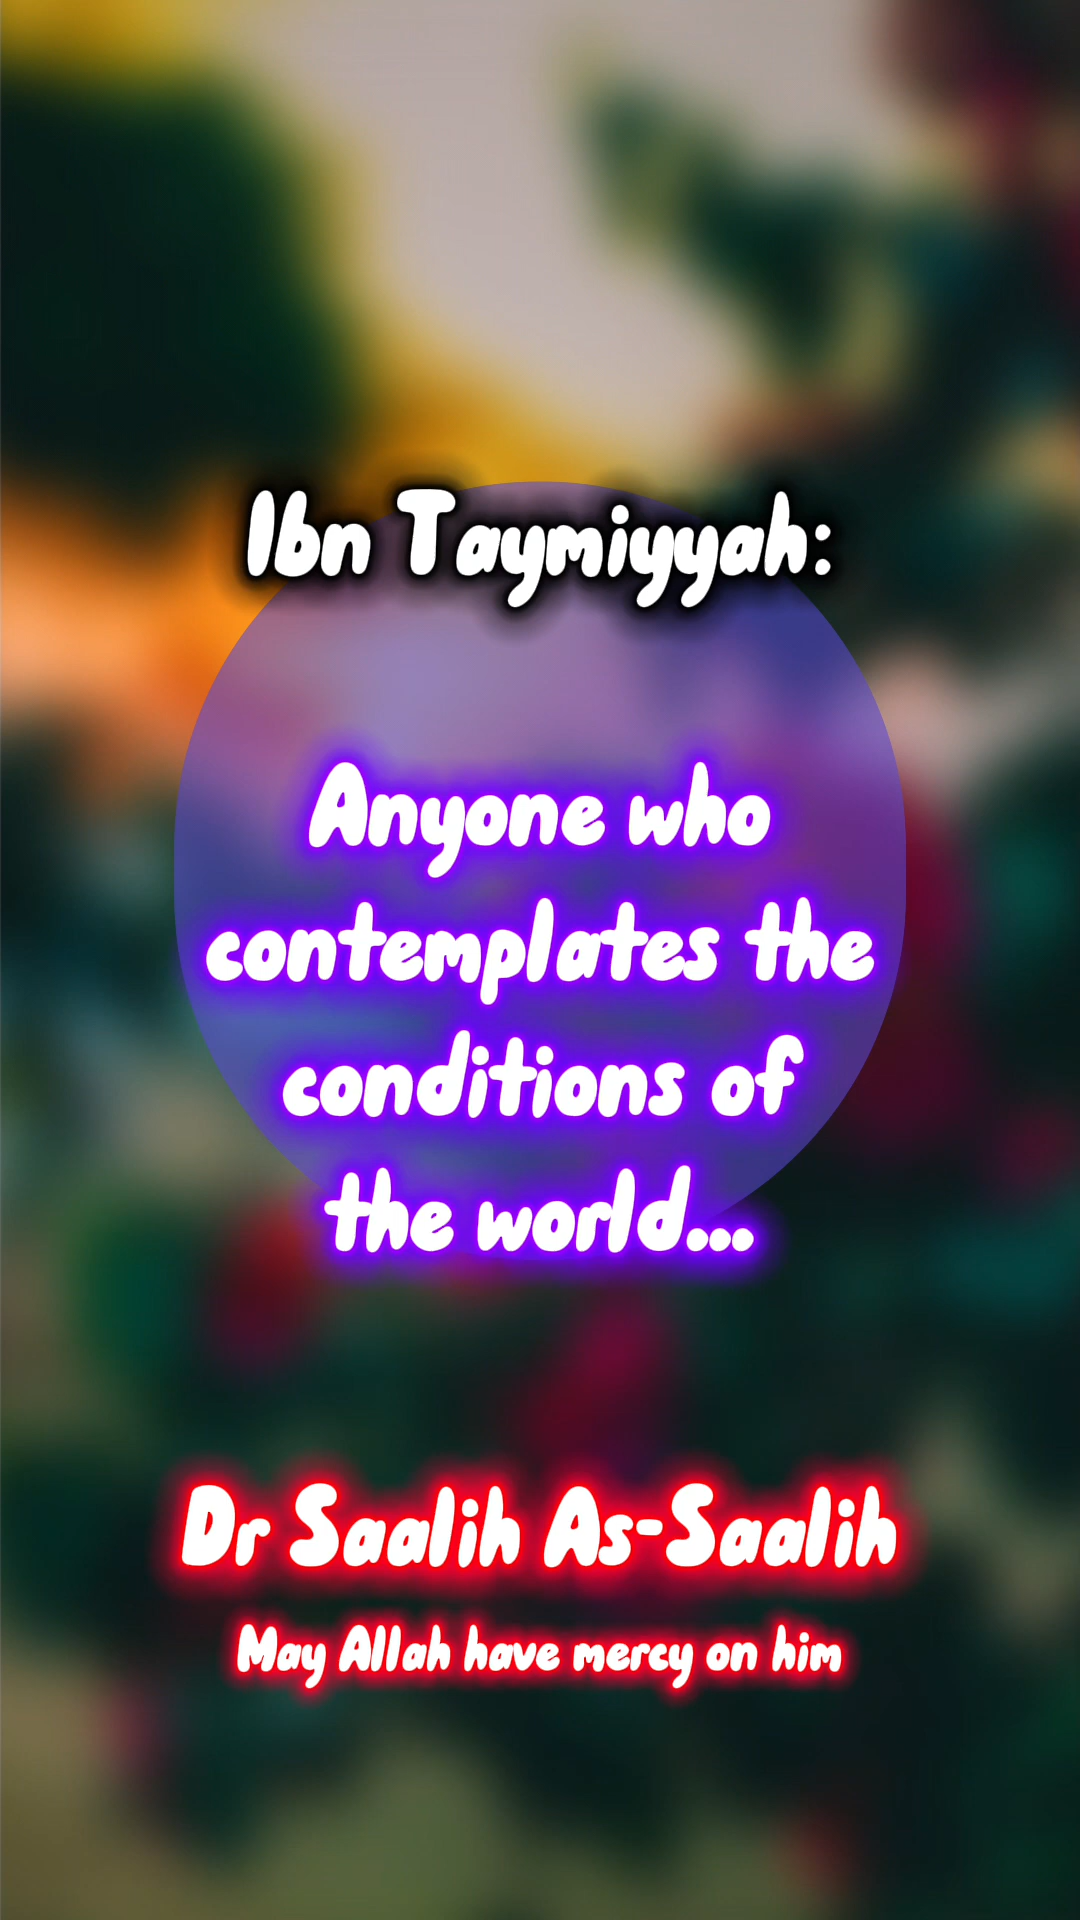 Ibn Taymiyyah:
Anyone who
contemplates the
conditions of
the world...
Dr Saalih As-Saalih
May Allah have mercy on him